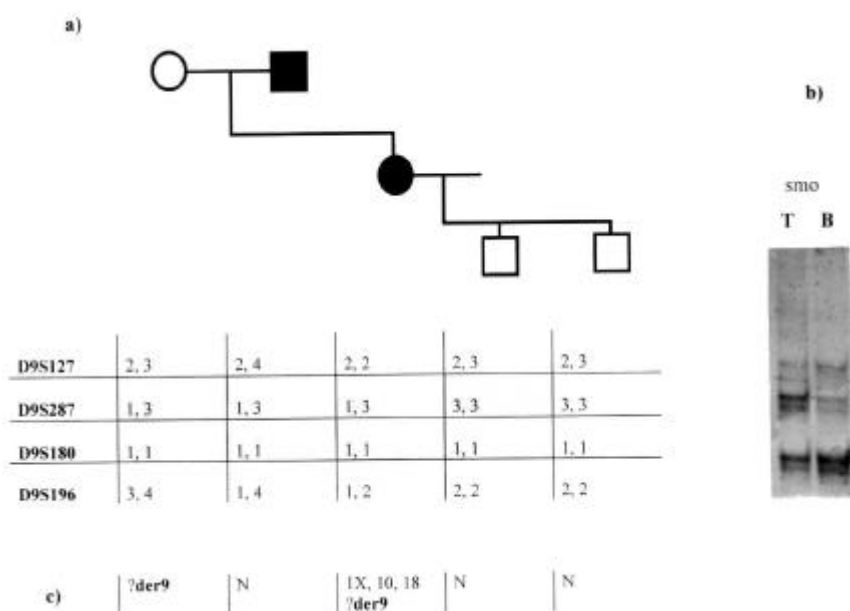 a)
b)
smo
T B
D9S127 2, 3 2, 4 2, 2 2, 3 2, 3
D9S287 1, 3 1, 3 1, 3 3, 3 3, 3
D9S180 1, 1 1, 1 1, 1 1, 1 1, 1
D9S196 3, 4 1, 4 1, 2 2, 2 2, 2
c) ?der9 N 1X, 10, 18 N N
?der9